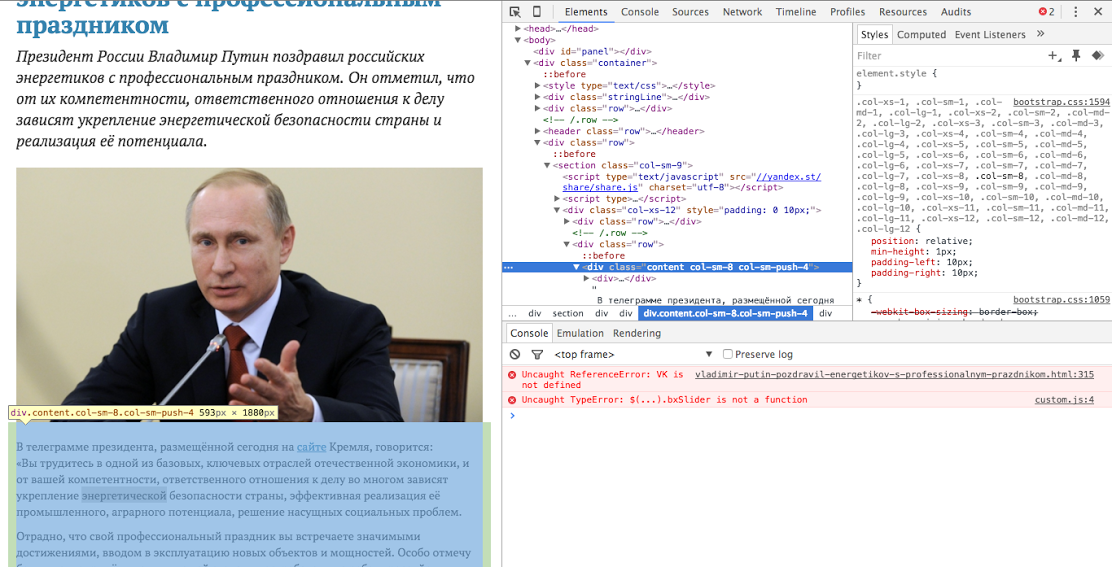 энергетиков с профессиональным
праздником
Президент России Владимир Путин поздравил российских
энергетиков с профессиональным праздником. Он отметил, что
от их компетентности, ответственного отношения к делу
зависят укрепление энергетической безопасности страны и
реализация её потенциала.
div.content.col-sm-8.col-sm-push-4 593px × 1880px
В телеграмме президента, размещённой сегодня на сайте Кремля, говорится:
«Вы трудитесь в одной из базовых, ключевых отраслей отечественной экономики, и
от вашей компетентности, ответственного отношения к делу во многом зависят
укрепление энергетической безопасности страны, эффективная реализация её
промышленного, аграрного потенциала, решение насущных социальных проблем.
Отрадно, что свой профессиональный праздник вы встречаете значимыми
достижениями, вводом в эксплуатацию новых объектов и мощностей. Особо отмечу
Elements Console Sources Network Timeline Profiles Resources Audits 2
<head>…</head>
<body>
<div id="panel"></div>
<div class="container">
::before
<style type="text/css">…</style>
<div class="stringLine">…</div>
<div class="row">…</div>
<!-- /.row -->
<header class="row">…</header>
<div class="row">
::before
<section class="col-sm-9">
<script type="text/javascript" src="//yandex.st/
share/share.js" charset="utf-8"></script>
<script type>…</script>
<div class="col-xs-12" style="padding: 0 10px;">
<div class="row">…</div>
<!-- /.row -->
<div class="row">
::before
… <div class="content col-sm-8 col-sm-push-4">
<div>…</div>
"
В телеграмме президента, размещённой сегодня
… div section div div div.content.col-sm-8.col-sm-push-4 div
Styles Computed Event Listeners »
Filter
element.style {
}
.col-xs-1, .col-sm-1, .col- bootstrap.css:1594
md-1, .col-lg-1, .col-xs-2, .col-sm-2, .col-md-
2, .col-lg-2, .col-xs-3, .col-sm-3, .col-md-3,
.col-lg-3, .col-xs-4, .col-sm-4, .col-md-4,
.col-lg-4, .col-xs-5, .col-sm-5, .col-md-5,
.col-lg-5, .col-xs-6, .col-sm-6, .col-md-6,
.col-lg-6, .col-xs-7, .col-sm-7, .col-md-7,
.col-lg-7, .col-xs-8, .col-sm-8, .col-md-8,
.col-lg-8, .col-xs-9, .col-sm-9, .col-md-9,
.col-lg-9, .col-xs-10, .col-sm-10, .col-md-10,
.col-lg-10, .col-xs-11, .col-sm-11, .col-md-11,
.col-lg-11, .col-xs-12, .col-sm-12, .col-md-12,
.col-lg-12 {
position: relative;
min-height: 1px;
padding-left: 10px;
padding-right: 10px;
}
* { bootstrap.css:1059
-webkit-box-sizing: border-box;
Console Emulation Rendering
<top frame> ▼ Preserve log
Uncaught ReferenceError: VK is vladimir-putin-pozdravil-energetikov-s-professionalnym-prazdnikom.html:315
not defined
Uncaught TypeError: $(...).bxSlider is not a function custom.js:4